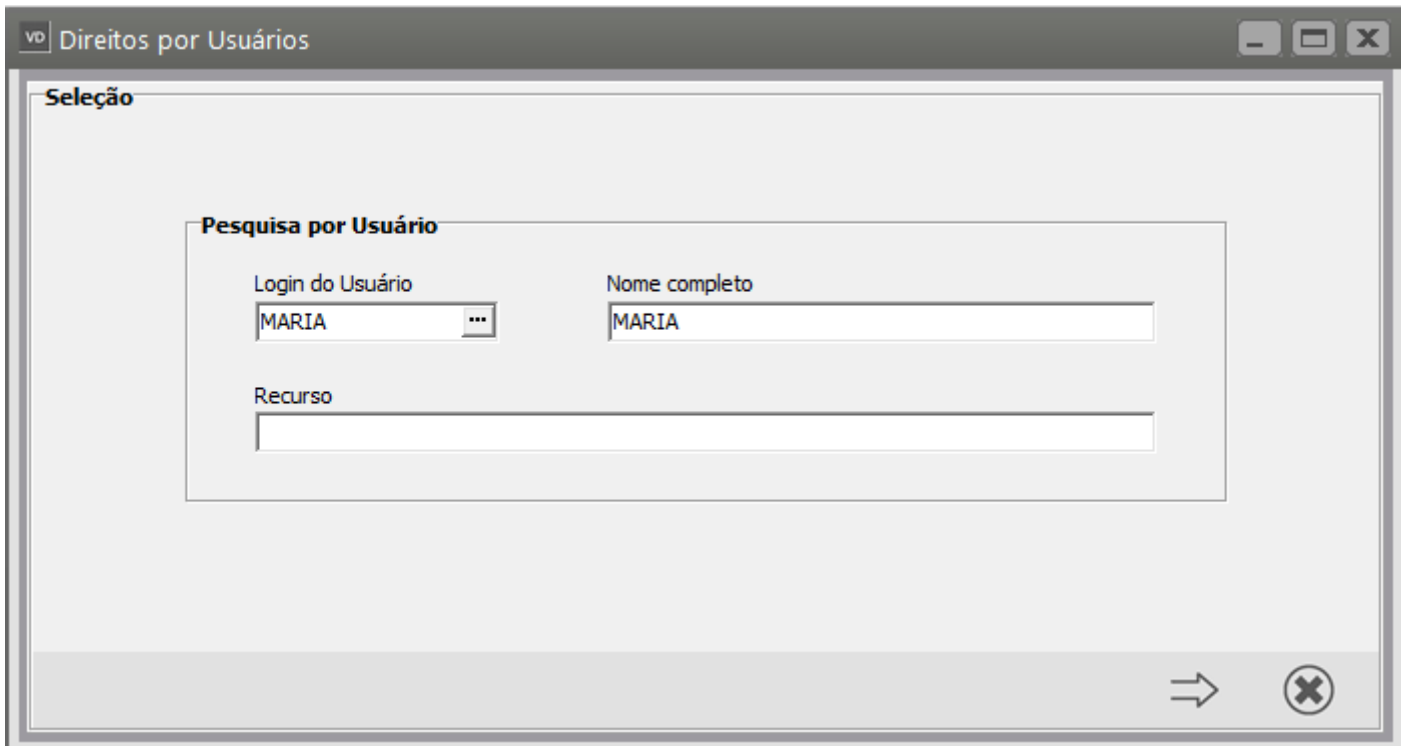 VD Direitos por Usuários
Seleção
Pesquisa por Usuário
Login do Usuário Nome completo
MARIA ... MARIA
Recurso